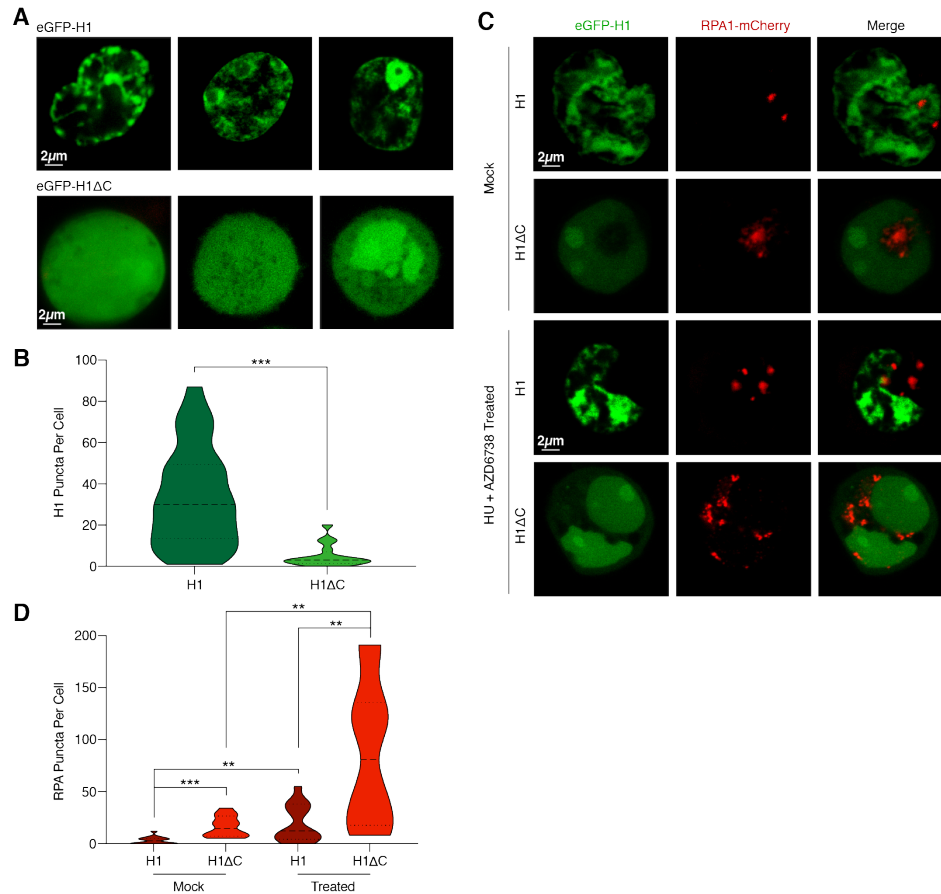 A
eGFP-H1
2µm
eGFP-H1ΔC
2µm
B
H1 Puncta Per Cell
100
80
60
40
20
0
***
H1
H1ΔC
C
eGFP-H1
RPA1-mCherry
Merge
Mock
H1
2µm
H1ΔC
HU + AZD6738 Treated
H1
2µm
H1ΔC
D
RPA Puncta Per Cell
200
150
100
50
0
**
**
**
***
H1
H1ΔC
H1
H1ΔC
Mock
Treated